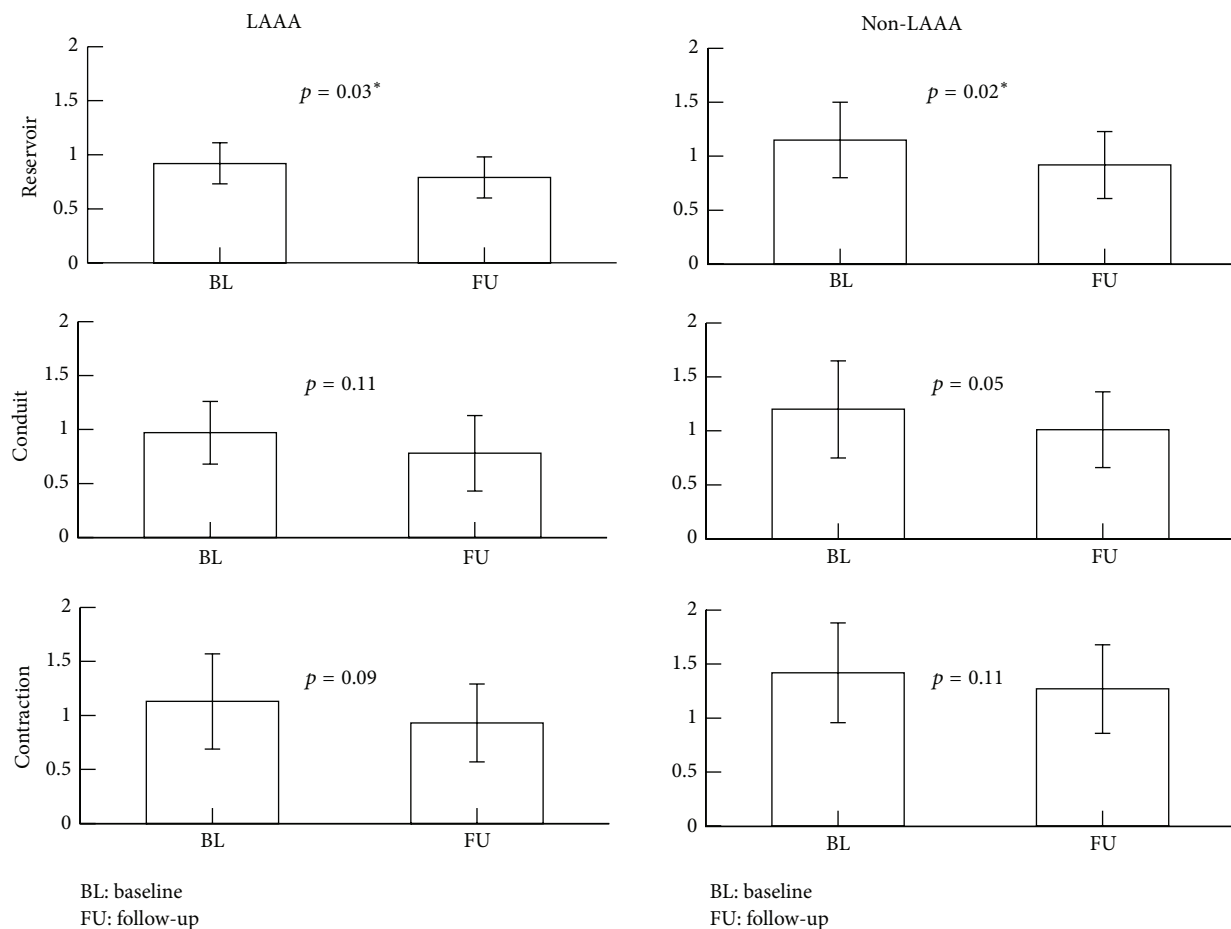 LAAA
Non-LAAA
2
1.5
1
0.5
0
Reservoir
p = 0.03*
BL
FU
2
1.5
1
0.5
0
p = 0.02*
BL
FU
2
1.5
1
0.5
0
Conduit
p = 0.11
BL
FU
2
1.5
1
0.5
0
p = 0.05
BL
FU
2
1.5
1
0.5
0
Contraction
p = 0.09
BL
FU
2
1.5
1
0.5
0
p = 0.11
BL
FU
BL: baseline
FU: follow-up
BL: baseline
FU: follow-up